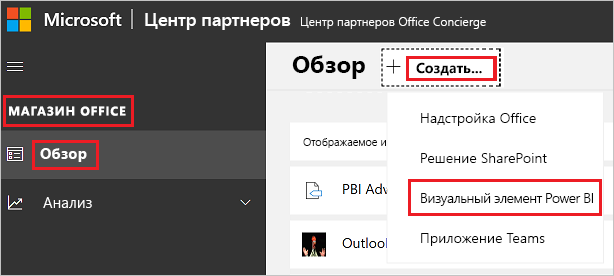 Microsoft Центр партнеров Центр партнеров Office Concierge
МАГАЗИН OFFICE
Обзор
Анализ
Обзор + Создать...
Надстройка Office
Решение SharePoint
Визуальный элемент Power BI
Приложение Teams
Отображаемое и
PBI Adv
Outlook